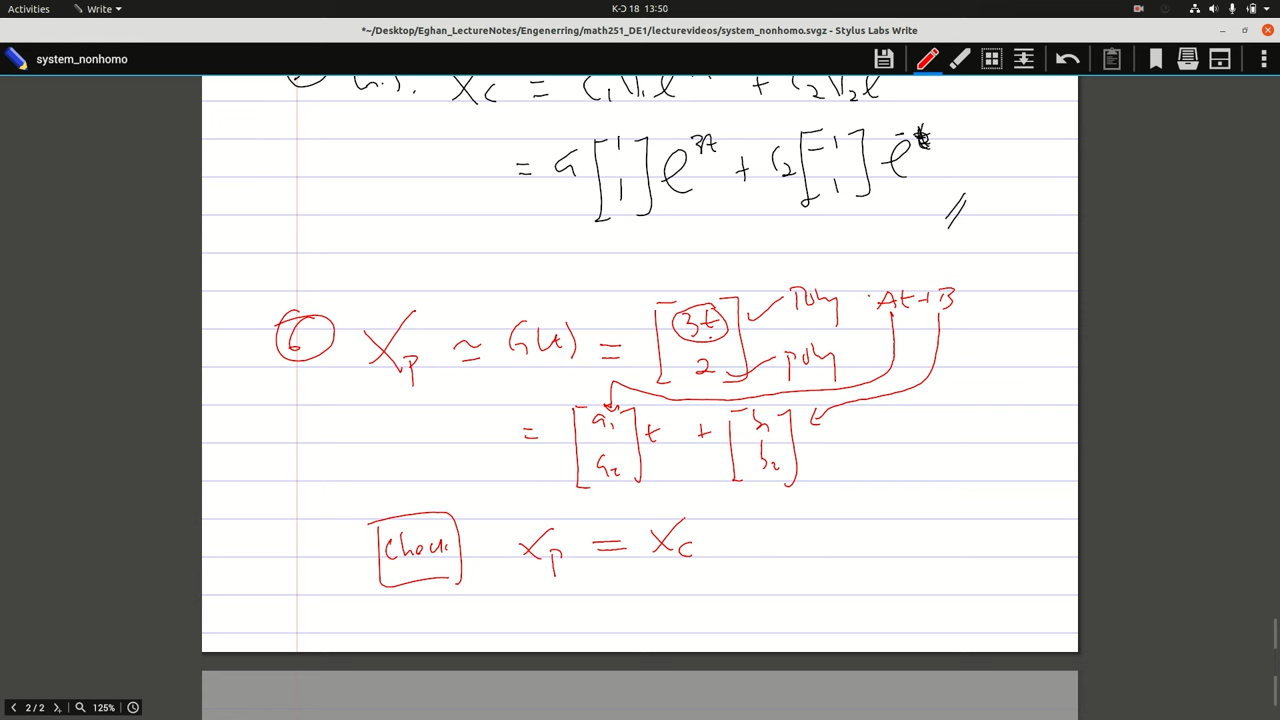 Activities Write К-Э 18 13:50
*~/Desktop/Eghan_LectureNotes/Engenerring/math251_DE1/lecturevideos/system_nonhomo.svgz - Stylus Labs Write
system_nonhomo
X_c = C_1 V_1 e + C_2 V_2 e
= C_1 [1 1] e^{3t} + C_2 [-1 1] e^{-t}
6 X_p ≃ G(t) = [3t 2] Poly poly At+B
= [a_1 a_2] t + [b_1 b_2]
Check X_p = X_c
2/2 125%